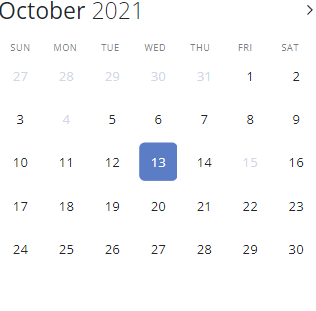 October 2021
SUN MON TUE WED THU FRI SAT
27 28 29 30 31 1 2
3 4 5 6 7 8 9
10 11 12 13 14 15 16
17 18 19 20 21 22 23
24 25 26 27 28 29 30